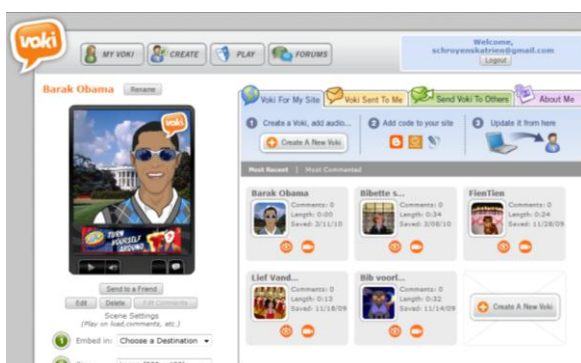 voki
MY VOKI
CREATE
PLAY
FORUMS
Welcome,
schroyenskatrien@gmail.com
Logout
Barak Obama
Rename
voki
TURN
YOURSELF
AROUND
Send to a Friend
Edit
Delete
Edit Comments
Scene Settings
(Play on load,comments, etc.)
1 Embed in: Choose a Destination
Voki For My Site
Voki Sent To Me
Send Voki To Others
About Me
1 Create a Voki, add audio...
Create A New Voki
2 Add code to your site
3 Update it from here
Most Recent | Most Commented
Barak Obama
Comments: 0
Length: 0:00
Saved: 3/11/10
Bibette s...
Comments: 0
Length: 0:34
Saved: 3/08/10
FienTien
Comments: 0
Length: 0:24
Saved: 11/28/09
Lief Vand...
Comments: 0
Length: 0:13
Saved: 11/18/09
Bib voorl...
Comments: 0
Length: 0:32
Saved: 11/14/09
Create A New Voki